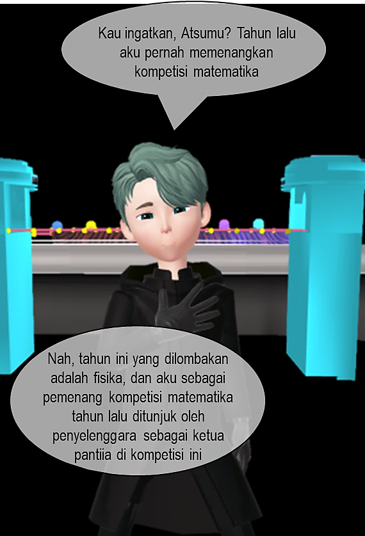 Kau ingatkan, Atsumu? Tahun lalu
aku pernah memenangkan
kompetisi matematika
Nah, tahun ini yang dilombakan
adalah fisika, dan aku sebagai
pemenang kompetisi matematika
tahun lalu ditunjuk oleh
penyelenggara sebagai ketua
pantiia di kompetisi ini